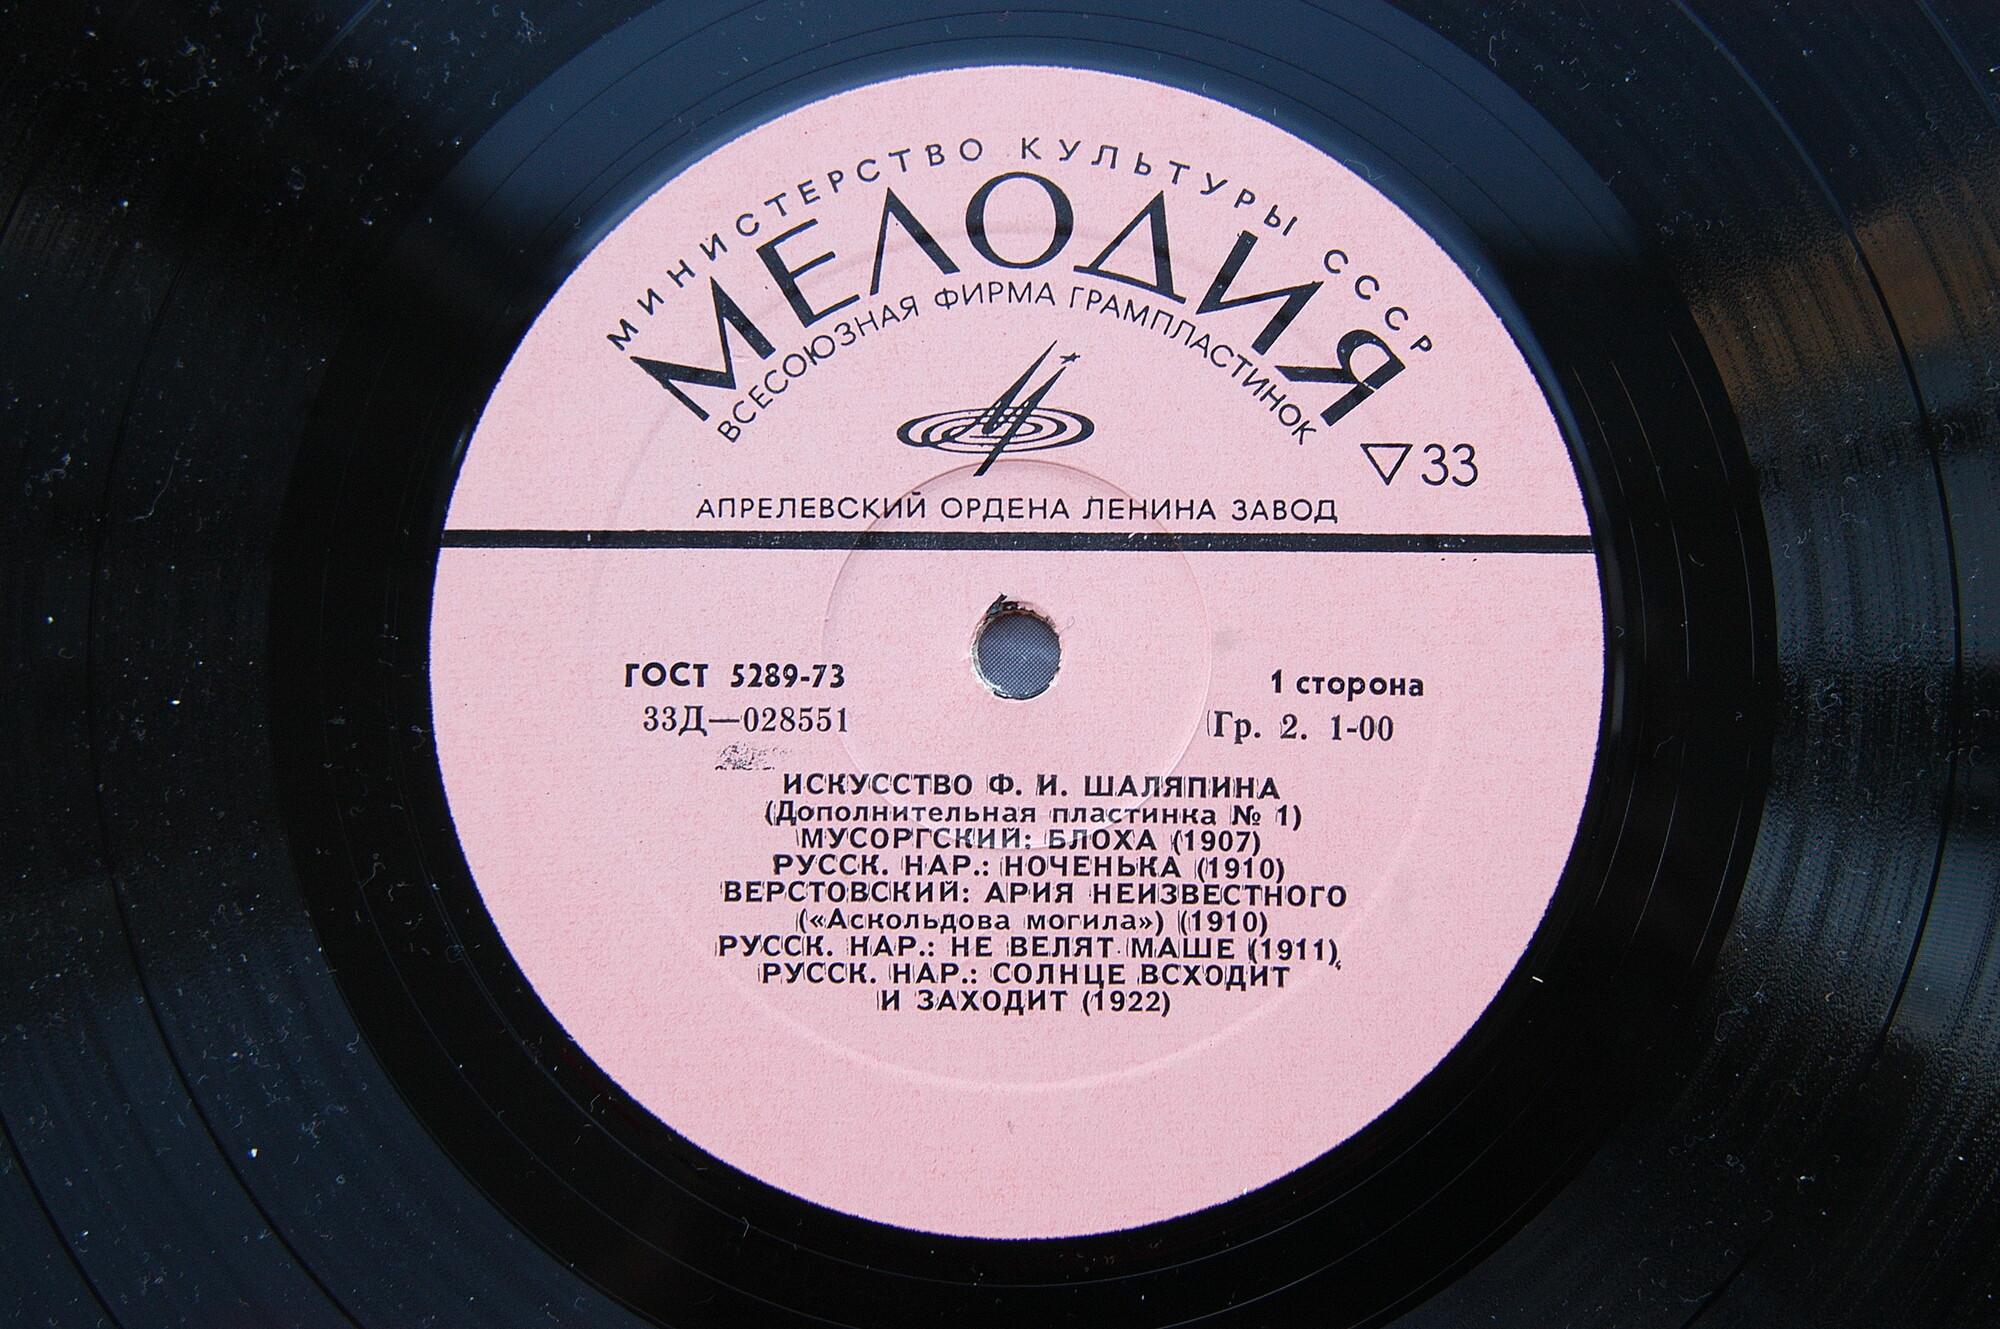 МИНИСТЕРСТВО КУЛЬТУРЫ СССР
МЕЛОДИЯ
ВСЕСОЮЗНАЯ ФИРМА ГРАМПЛАСТИНОК
▽33
АПРЕЛЕВСКИЙ ОРДЕНА ЛЕНИНА ЗАВОД
ГОСТ 5289-73
33Д—028551
1 сторона
Гр. 2. 1-00
ИСКУССТВО Ф. И. ШАЛЯПИНА
(Дополнительная пластинка № 1)
МУСОРГСКИЙ: БЛОХА (1907)
РУССК. НАР.: НОЧЕНЬКА (1910)
ВЕРСТОВСКИЙ: АРИЯ НЕИЗВЕСТНОГО
(«Аскольдова могила») (1910)
РУССК. НАР.: НЕ ВЕЛЯТ МАШЕ (1911),
РУССК. НАР.: СОЛНЦЕ ВСХОДИТ
И ЗАХОДИТ (1922)